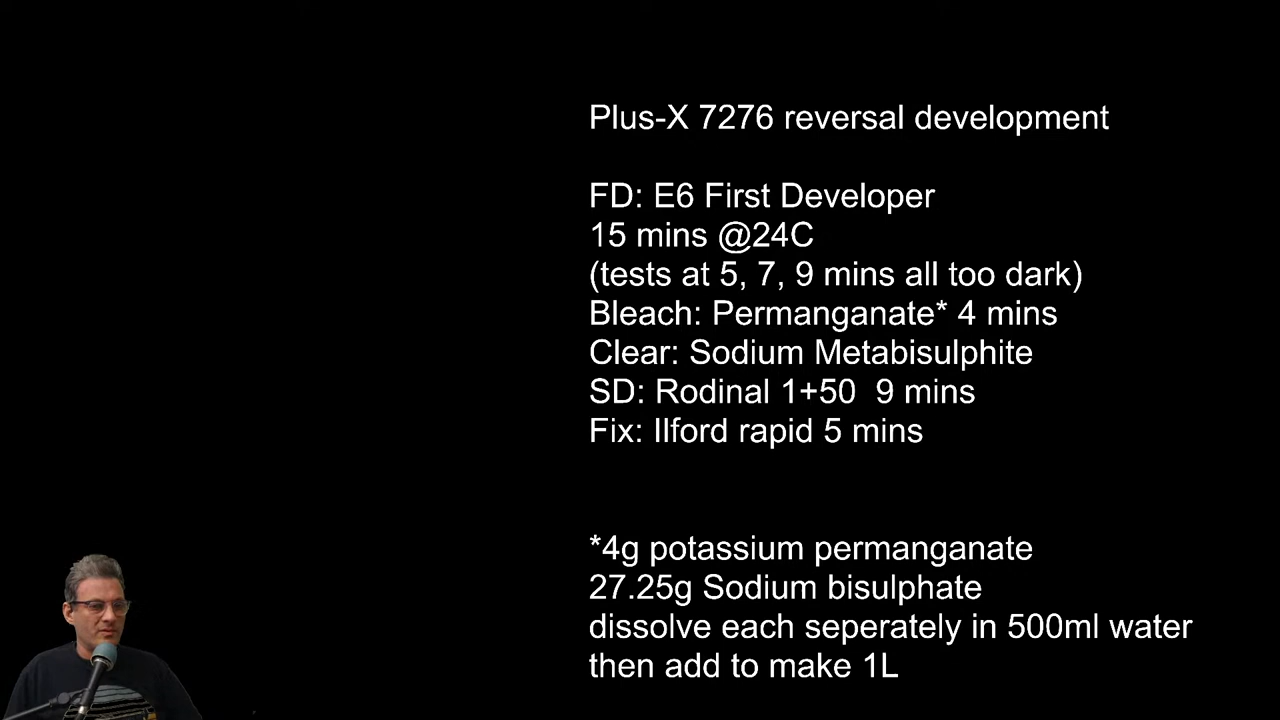 Plus-X 7276 reversal development
FD: E6 First Developer
15 mins @24C
(tests at 5, 7, 9 mins all too dark)
Bleach: Permanganate* 4 mins
Clear: Sodium Metabisulphite
SD: Rodinal 1+50  9 mins
Fix: Ilford rapid 5 mins
*4g potassium permanganate
27.25g Sodium bisulphate
dissolve each seperately in 500ml water
then add to make 1L